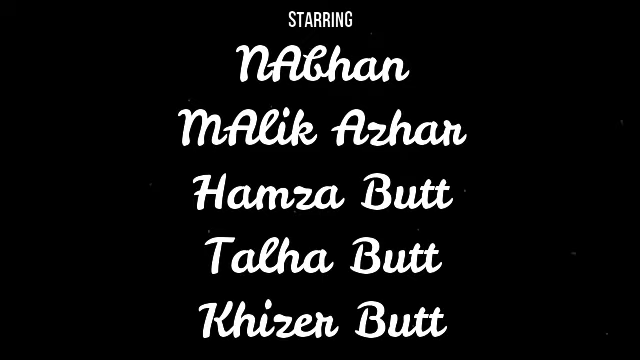 STARRING
NAbhan
MAlik Azhar
Hamza Butt
Talha Butt
Khizer Butt